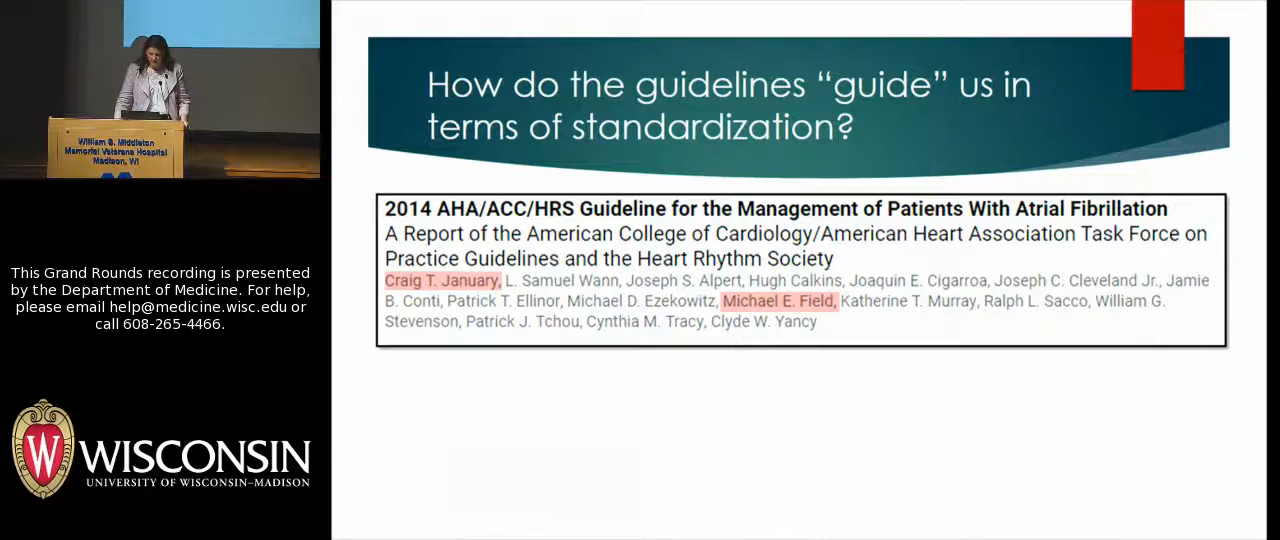 William S. Middleton
Memorial Veterans Hospital
Madison, WI
This Grand Rounds recording is presented
by the Department of Medicine. For help,
please email help@medicine.wisc.edu or
call 608-265-4466.
W WISCONSIN
UNIVERSITY OF WISCONSIN–MADISON
How do the guidelines “guide” us in
terms of standardization?
2014 AHA/ACC/HRS Guideline for the Management of Patients With Atrial Fibrillation
A Report of the American College of Cardiology/American Heart Association Task Force on
Practice Guidelines and the Heart Rhythm Society
Craig T. January, L. Samuel Wann, Joseph S. Alpert, Hugh Calkins, Joaquin E. Cigarroa, Joseph C. Cleveland Jr., Jamie
B. Conti, Patrick T. Ellinor, Michael D. Ezekowitz, Michael E. Field, Katherine T. Murray, Ralph L. Sacco, William G.
Stevenson, Patrick J. Tchou, Cynthia M. Tracy, Clyde W. Yancy